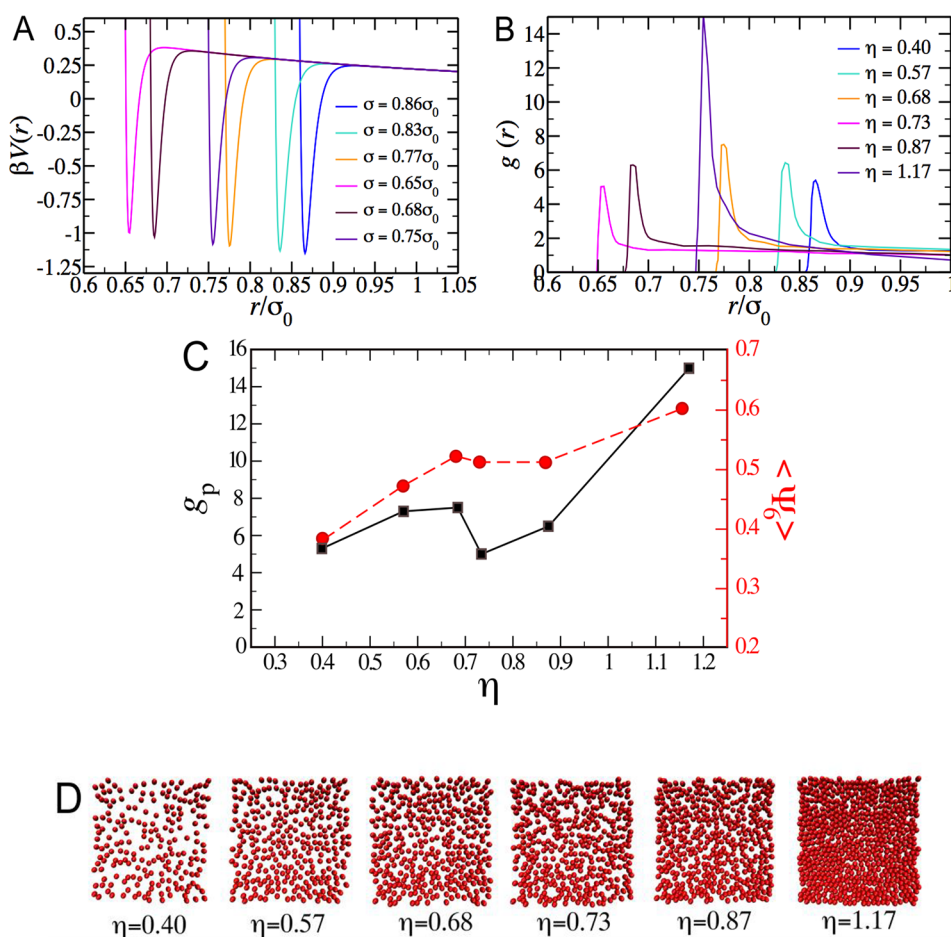 A
0.5
0.25
0
-0.25
-0.5
-0.75
-1
-1.25
βV(r)
σ = 0.86σ₀
σ = 0.83σ₀
σ = 0.77σ₀
σ = 0.65σ₀
σ = 0.68σ₀
σ = 0.75σ₀
0.6 0.65 0.7 0.75 0.8 0.85 0.9 0.95 1 1.05
r/σ₀
B
14
12
10
8
6
4
2
0
g (r)
η = 0.40
η = 0.57
η = 0.68
η = 0.73
η = 0.87
η = 1.17
0.6 0.65 0.7 0.75 0.8 0.85 0.9 0.95 1
r/σ₀
C
16
14
12
10
8
6
4
2
0
gₚ
0.7
0.6
0.5
0.4
0.3
0.2
< Ψ₆ >
0.3 0.4 0.5 0.6 0.7 0.8 0.9 1 1.1 1.2
η
D
η=0.40 η=0.57 η=0.68 η=0.73 η=0.87 η=1.17